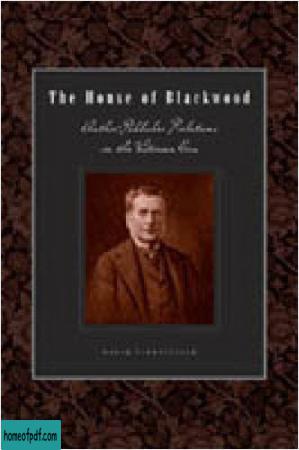 The House of Blackwood
Author-Publisher Relations
in the Victorian Era
homeofpdf.com